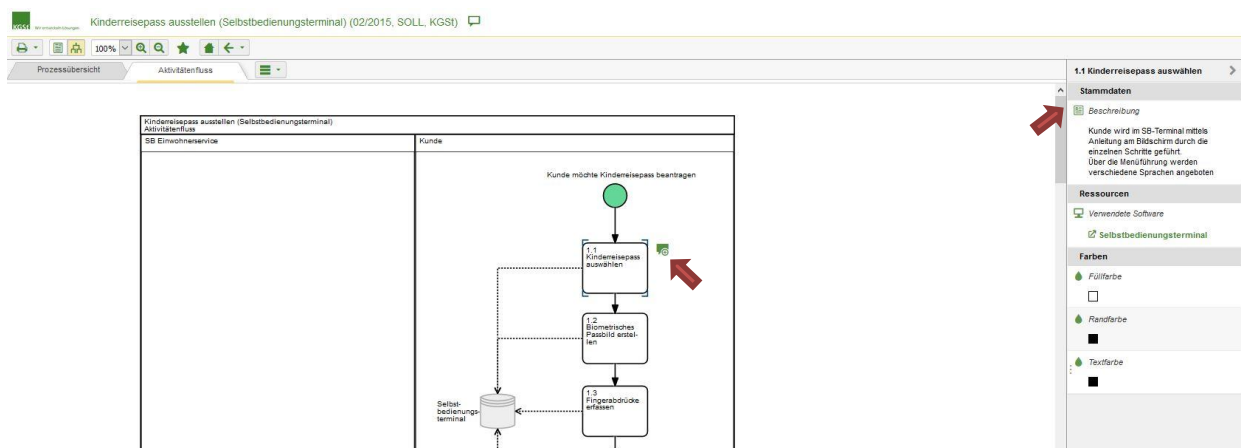 KGSt
Kinderreisepass ausstellen (Selbstbedienungsterminal) (02/2015, SOLL, KGSt)
100%
Prozessübersicht
Aktivitätenfluss
Kinderreisepass ausstellen (Selbstbedienungsterminal)
Aktivitätenfluss
SB Einwohnerservice
Kunde
Kunde möchte Kinderreisepass beantragen
1.1
Kinderreisepass
auswählen
1.2
Biometrisches
Passbild erstel-
len
1.3
Fingerabdrücke
erfassen
Selbst-
bedienungs-
terminal
1.1 Kinderreisepass auswählen
Stammdaten
Beschreibung
Kunde wird im SB-Terminal mittels
Anleitung am Bildschirm durch die
einzelnen Schritte geführt.
Über die Menüführung werden
verschiedene Sprachen angeboten
Ressourcen
Verwendete Software
Selbstbedienungsterminal
Farben
Füllfarbe
Randfarbe
Textfarbe